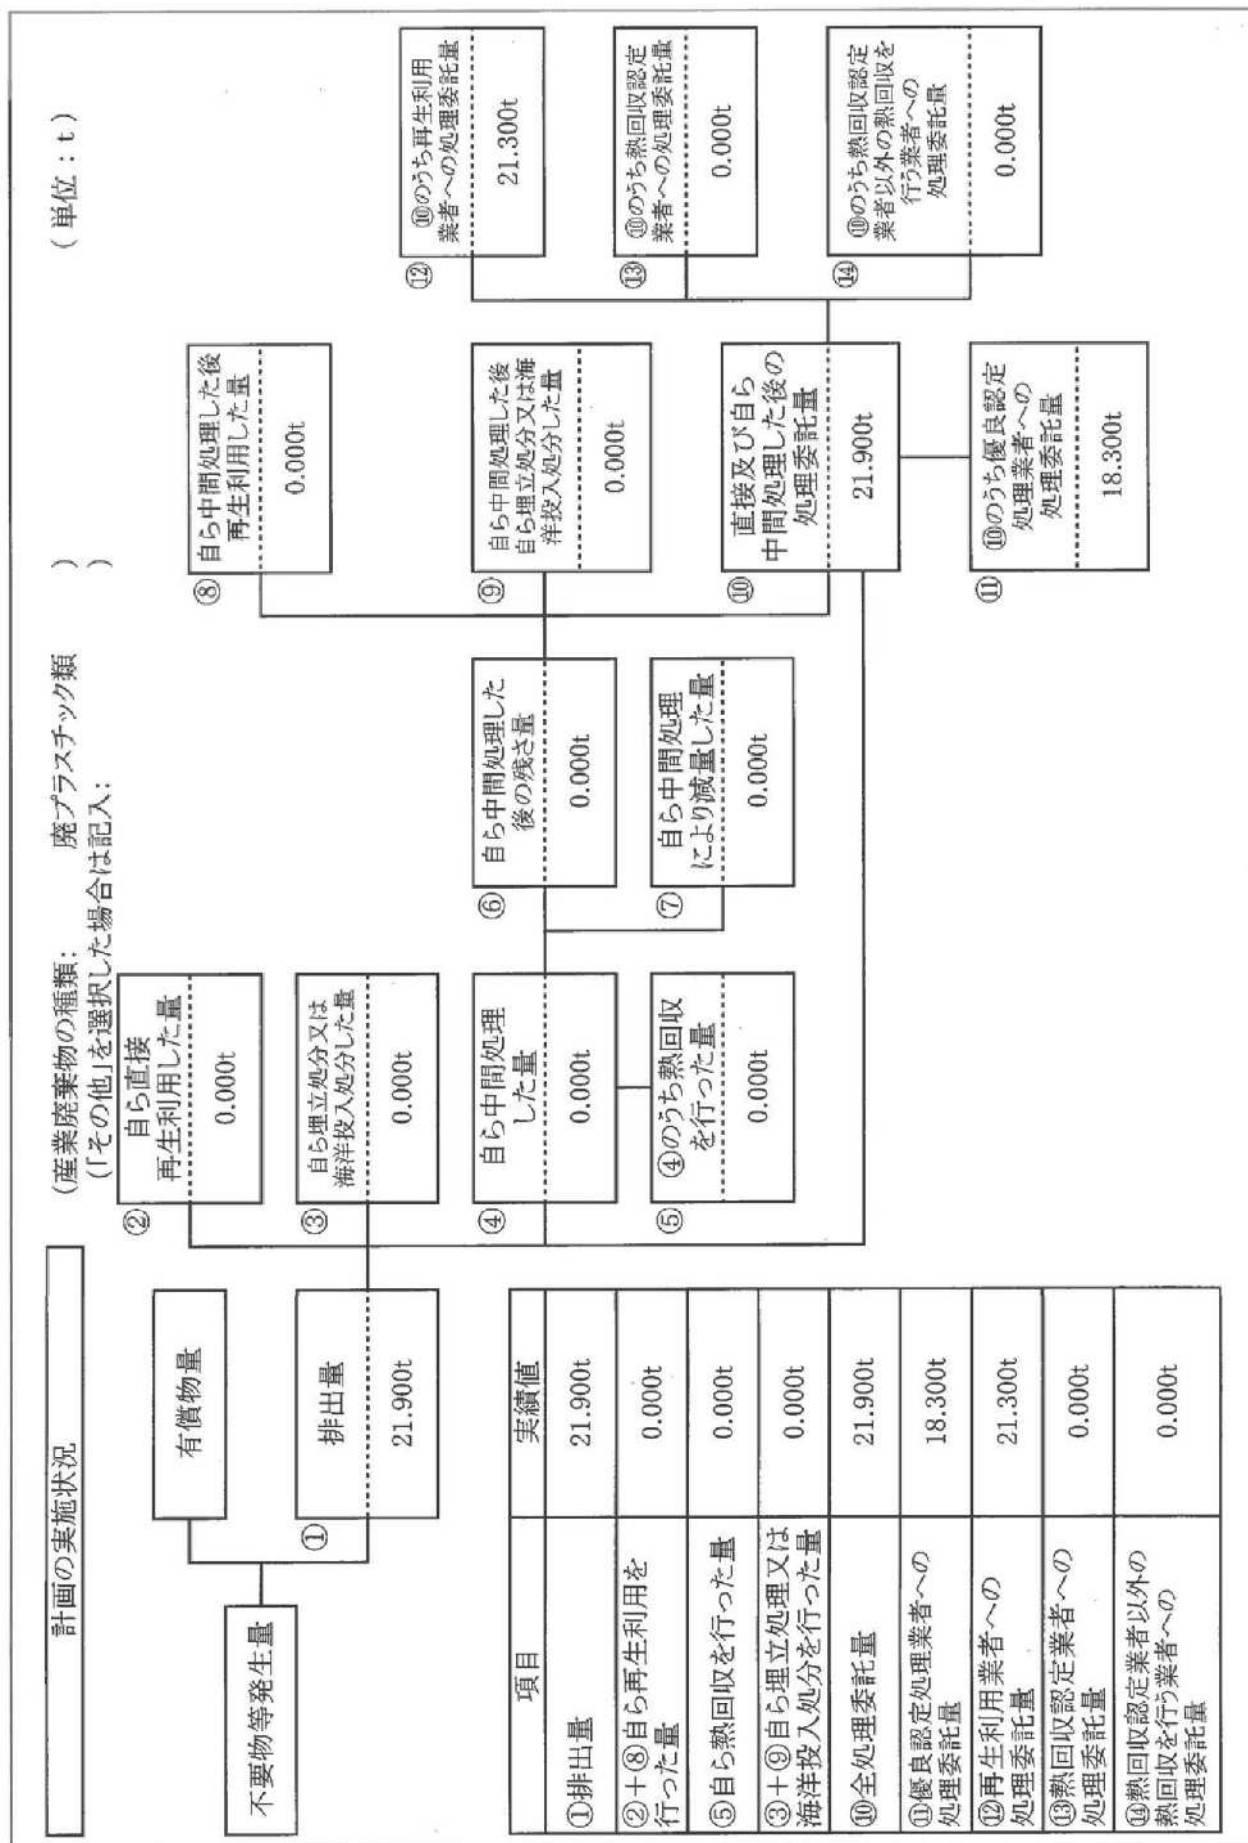 計画の実施状況
(産業廃棄物の種類: 廃プラスチック類 )
(「その他」を選択した場合は記入: )
(単位:t)
不要物等発生量
有償物量
①
排出量
21.900t
②
自ら直接
再生利用した量
0.000t
③
自ら埋立処分又は
海洋投入処分した量
0.000t
④
自ら中間処理
した量
0.000t
⑤
④のうち熱回収
を行った量
0.000t
⑥
自ら中間処理した
後の残さ量
0.000t
⑦
自ら中間処理
により減量した量
0.000t
⑧
自ら中間処理した後
再生利用した量
0.000t
⑨
自ら中間処理した後
自ら埋立処分又は海
洋投入処分した量
0.000t
⑩
直接及び自ら
中間処理した後の
処理委託量
21.900t
⑪
⑩のうち優良認定
処理業者への
処理委託量
18.300t
⑫
⑩のうち再生利用
業者への処理委託量
21.300t
⑬
⑩のうち熱回収認定
業者への処理委託量
0.000t
⑭
⑩のうち熱回収認定
業者以外の熱回収を
行う業者への
処理委託量
0.000t
項目 実績値
①排出量 21.900t
②+⑧自ら再生利用を
行った量 0.000t
⑤自ら熱回収を行った量 0.000t
③+⑨自ら埋立処理又は
海洋投入処分を行った量 0.000t
⑩全処理委託量 21.900t
⑪優良認定処理業者への
処理委託量 18.300t
⑫再生利用業者への
処理委託量 21.300t
⑬熱回収認定業者への
処理委託量 0.000t
⑭熱回収認定業者以外の
熱回収を行う業者への
処理委託量 0.000t